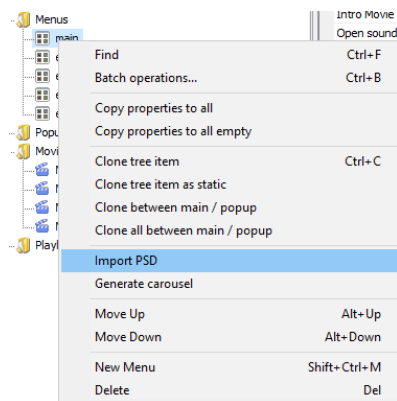 Menus
Intro Movie
main
Open sound
Find Ctrl+F
Batch operations... Ctrl+B
Copy properties to all
Copy properties to all empty
Clone tree item Ctrl+C
Clone tree item as static
Clone between main / popup
Clone all between main / popup
Import PSD
Generate carousel
Move Up Alt+Up
Move Down Alt+Down
New Menu Shift+Ctrl+M
Delete Del